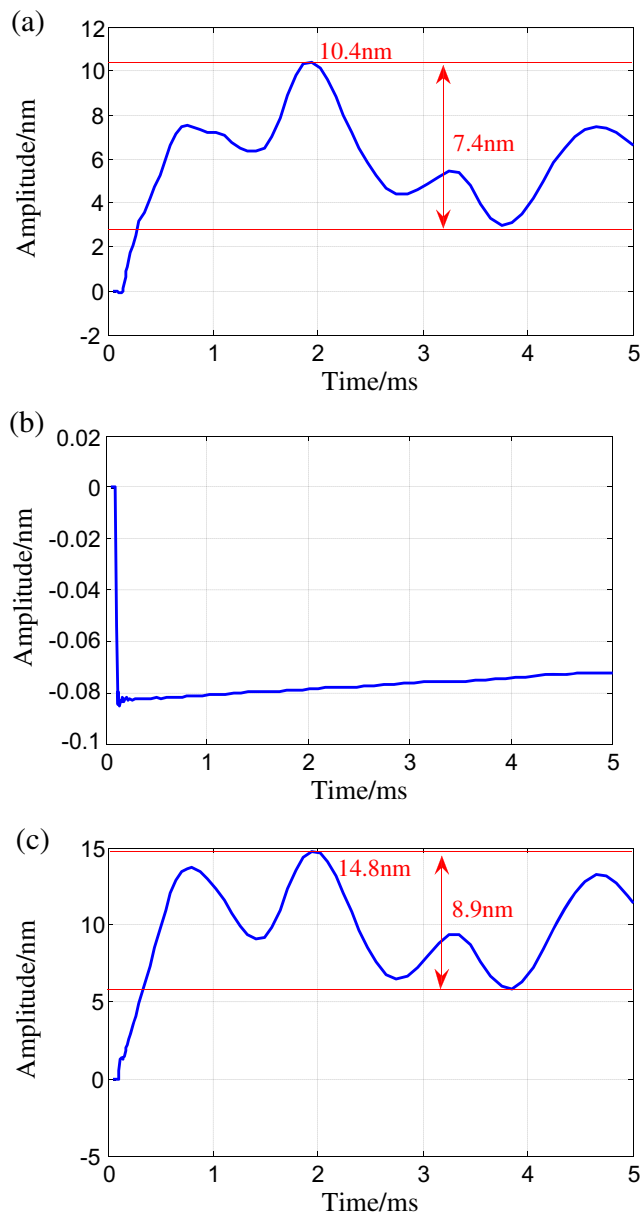 (a)
12
10.4nm
10
8
7.4nm
6
4
2
0
-2
Amplitude/nm
0 1 2 3 4 5
Time/ms
(b)
0.02
0
-0.02
-0.04
-0.06
-0.08
-0.1
Amplitude/nm
0 1 2 3 4 5
Time/ms
(c)
15
14.8nm
8.9nm
10
5
0
-5
Amplitude/nm
0 1 2 3 4 5
Time/ms